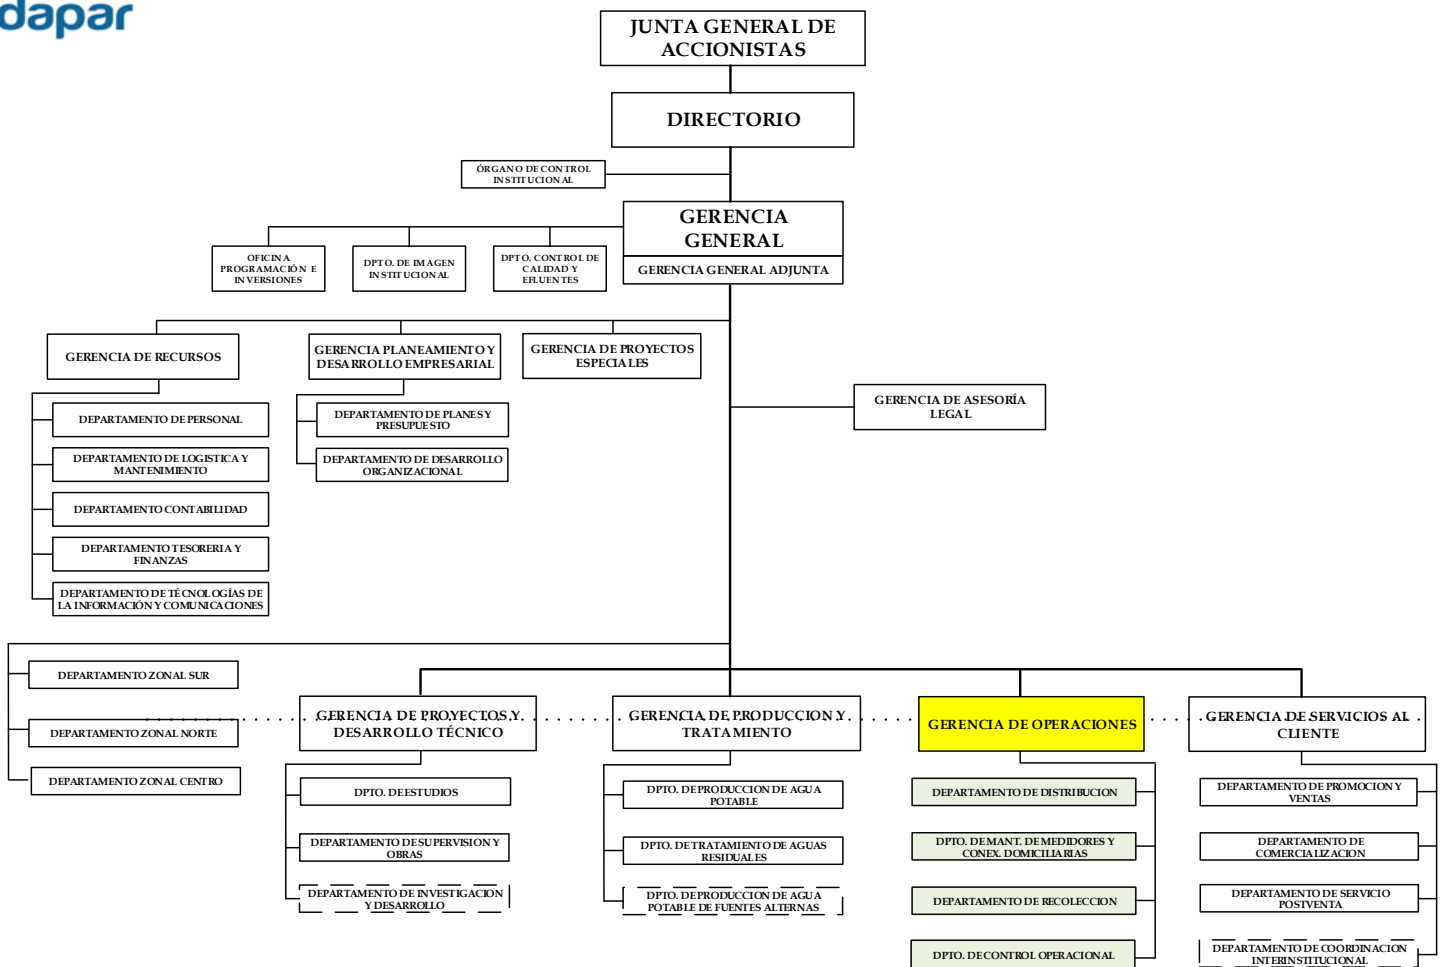 dapar
JUNTA GENERAL DE
ACCIONISTAS
DIRECTORIO
ÓRGANO DE CONTROL
INSTITUCIONAL
GERENCIA
GENERAL
GERENCIA GENERAL ADJUNTA
OFICINA
PROGRAMACIÓN E
INVERSIONES
DPTO. DE IMAGEN
INSTITUCIONAL
DPTO. CONTROL DE
CALIDAD Y
EFLUENTES
GERENCIA DE RECURSOS
GERENCIA PLANEAMIENTO Y
DESARROLLO EMPRESARIAL
GERENCIA DE PROYECTOS
ESPECIALES
GERENCIA DE ASESORÍA
LEGAL
DEPARTAMENTO DE PERSONAL
DEPARTAMENTO DE LOGISTICA Y
MANTENIMIENTO
DEPARTAMENTO CONTABILIDAD
DEPARTAMENTO TESORERIA Y
FINANZAS
DEPARTAMENTO DE TÉCNOLOGÍAS DE
LA INFORMACIÓN Y COMUNICACIONES
DEPARTAMENTO DE PLANES Y
PRESUPUESTO
DEPARTAMENTO DE DESARROLLO
ORGANIZACIONAL
DEPARTAMENTO ZONAL SUR
DEPARTAMENTO ZONAL NORTE
DEPARTAMENTO ZONAL CENTRO
GERENCIA DE PROYECTOS Y
DESARROLLO TÉCNICO
DPTO. DE ESTUDIOS
DEPARTAMENTO DE SUPERVISION Y
OBRAS
DEPARTAMENTO DE INVESTIGACION
Y DESARROLLO
GERENCIA DE PRODUCCION Y
TRATAMIENTO
DPTO. DE PRODUCCION DE AGUA
POTABLE
DPTO. DE TRATAMIENTO DE AGUAS
RESIDUALES
DPTO. DE PRODUCCION DE AGUA
POTABLE DE FUENTES ALTERNAS
GERENCIA DE OPERACIONES
DEPARTAMENTO DE DISTRIBUCION
DPTO. DE MANT. DE MEDIDORES Y
CONEX. DOMICILIARIAS
DEPARTAMENTO DE RECOLECCION
DPTO. DE CONTROL OPERACIONAL
GERENCIA DE SERVICIOS AL
CLIENTE
DEPARTAMENTO DE PROMOCION Y
VENTAS
DEPARTAMENTO DE
COMERCIALIZACION
DEPARTAMENTO DE SERVICIO
POSTVENTA
DEPARTAMENTO DE COORDINACION
INTERINSTITUCIONAL